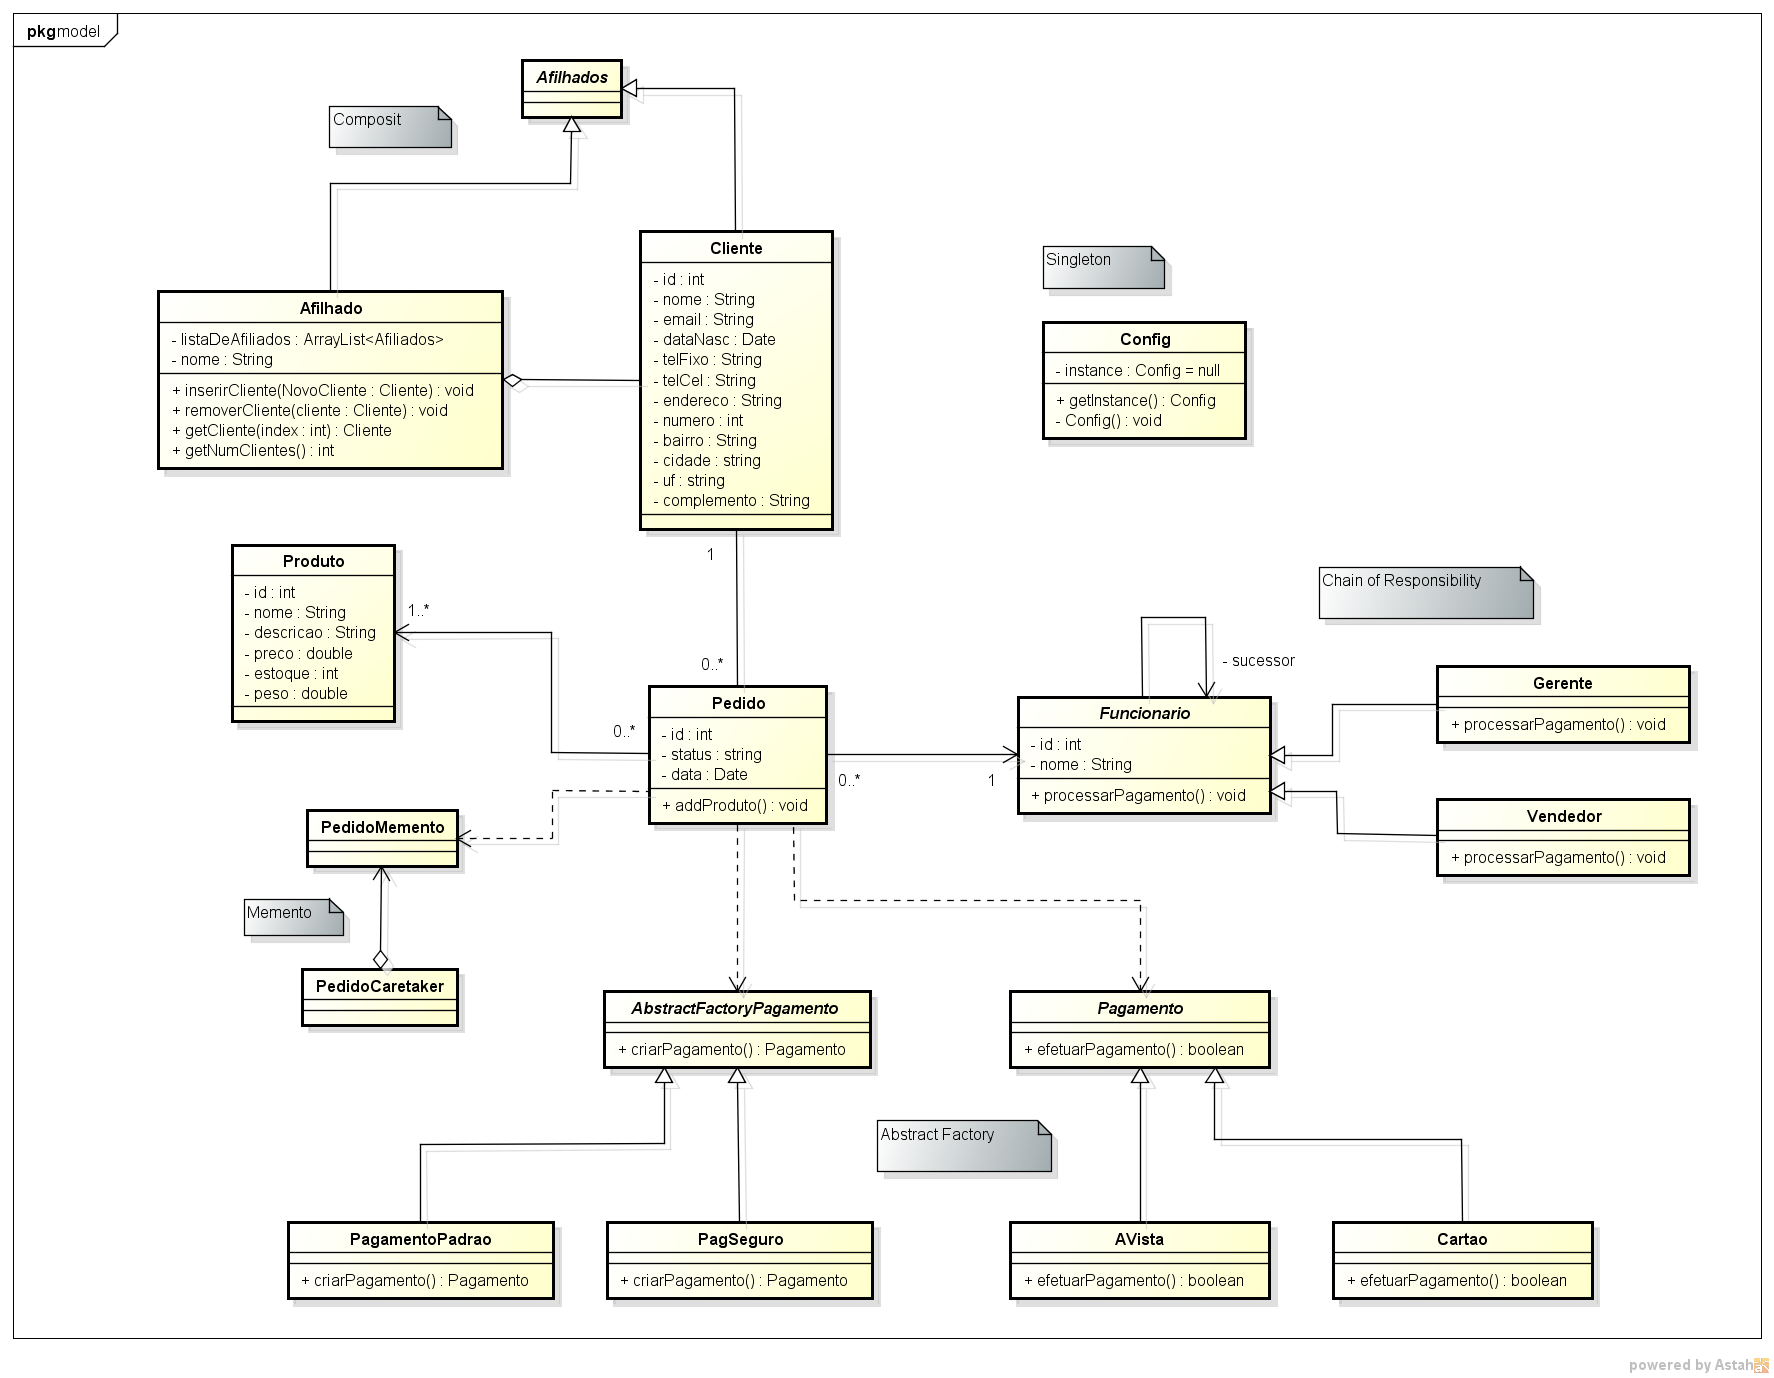 pkg model
Afilhados
Composit
Cliente
- id : int
- nome : String
- email : String
- dataNasc : Date
- telFixo : String
- telCel : String
- endereco : String
- numero : int
- bairro : String
- cidade : string
- uf : string
- complemento : String
Singleton
Afilhado
- listaDeAfiliados : ArrayList<Afiliados>
- nome : String
+ inserirCliente(NovoCliente : Cliente) : void
+ removerCliente(cliente : Cliente) : void
+ getCliente(index : int) : Cliente
+ getNumClientes() : int
Config
- instance : Config = null
+ getInstance() : Config
- Config() : void
1
0..*
Produto
- id : int
- nome : String
- descricao : String
- preco : double
- estoque : int
- peso : double
1..*
0..*
Chain of Responsibility
- sucessor
Pedido
- id : int
- status : string
- data : Date
+ addProduto() : void
0..*
1
Funcionario
- id : int
- nome : String
+ processarPagamento() : void
Gerente
+ processarPagamento() : void
Vendedor
+ processarPagamento() : void
PedidoMemento
Memento
PedidoCaretaker
AbstractFactoryPagamento
+ criarPagamento() : Pagamento
Pagamento
+ efetuarPagamento() : boolean
Abstract Factory
PagamentoPadrao
+ criarPagamento() : Pagamento
PagSeguro
+ criarPagamento() : Pagamento
AVista
+ efetuarPagamento() : boolean
Cartao
+ efetuarPagamento() : boolean
powered by Astah